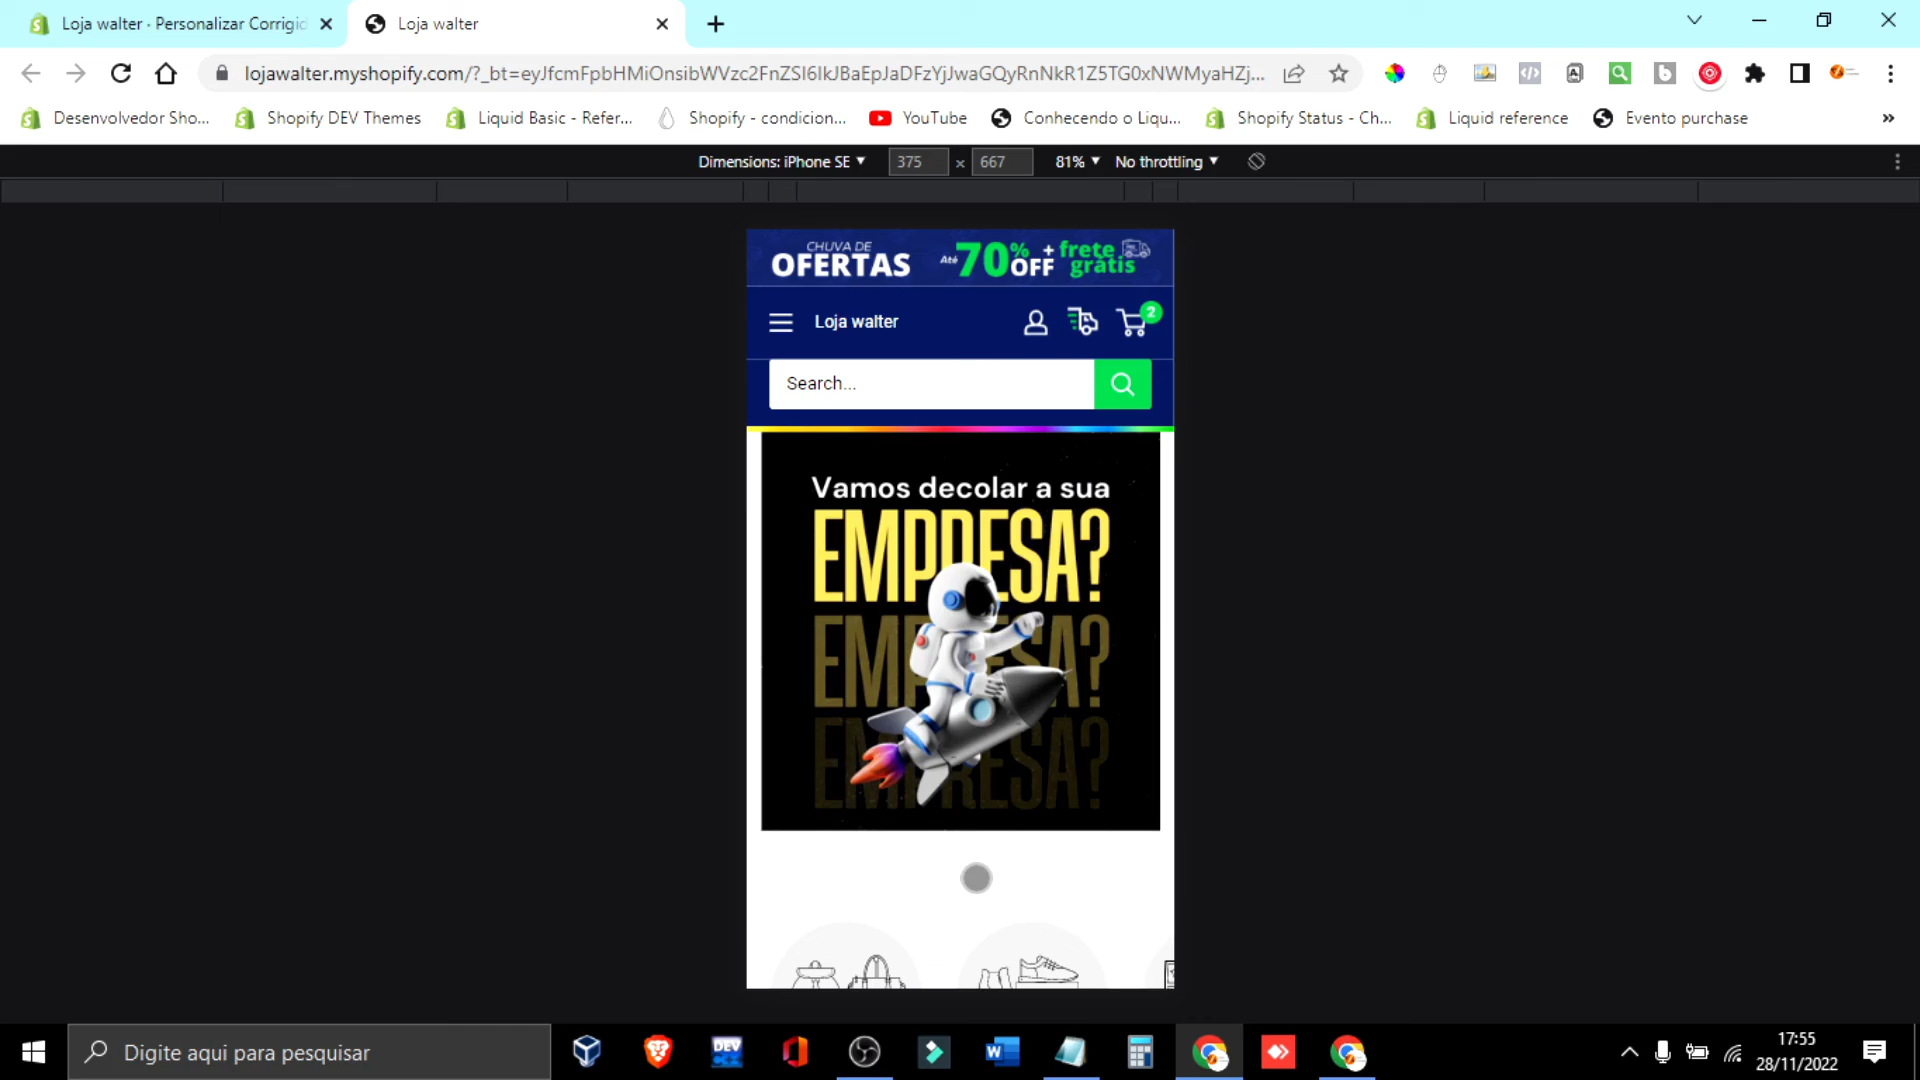 Loja walter · Personalizar Corrigid
Loja walter
lojawalter.myshopify.com/?_bt=eyJfcmFpbHMiOnsibWVzc2FnZSI6IkJBaEpJaDFzYjJwaGQyRnNkR1Z5TG0xNWMyaHZj...
Desenvolvedor Sho...
Shopify DEV Themes
Liquid Basic - Refer...
Shopify - condicion...
YouTube
Conhecendo o Liqu...
Shopify Status - Ch...
Liquid reference
Evento purchase
»
Dimensions: iPhone SE
375 × 667
81%
No throttling
CHUVA DE
OFERTAS
Até 70% OFF + frete grátis
Loja walter
2
Search...
Vamos decolar a sua
EMPRESA?
EMPRESA?
EMPRESA?
Digite aqui para pesquisar
DEV
C++
17:55
28/11/2022